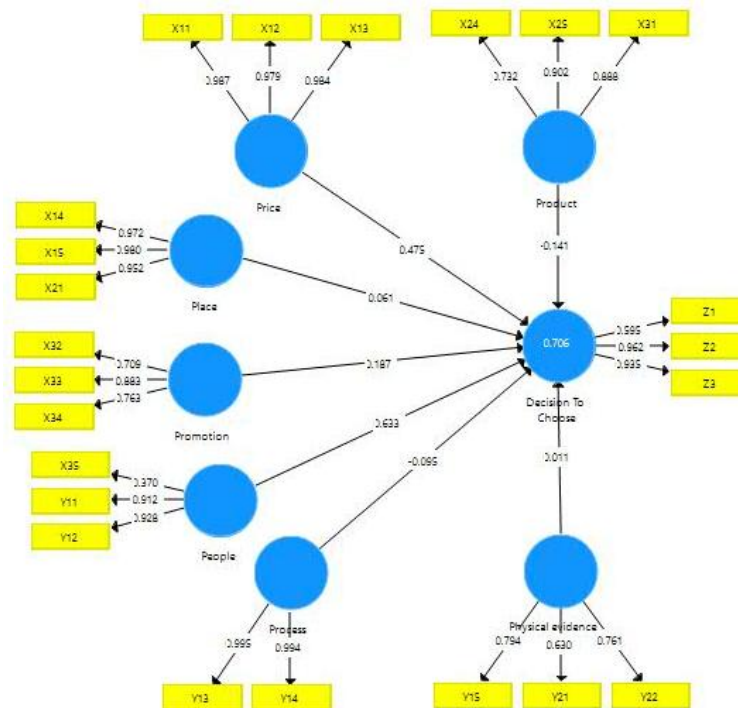 X11
X12
X13
X24
X25
X31
0.987
0.979
0.984
0.732
0.902
0.888
Price
Product
X14
X15
X21
0.972
0.980
0.952
Place
0.475
-0.141
0.061
X32
X33
X34
0.709
0.883
0.763
Promotion
0.187
0.706
Decision To
Choose
0.595
0.962
0.935
Z1
Z2
Z3
X35
Y11
Y12
0.370
0.912
0.928
People
0.633
-0.095
0.011
Process
0.995
0.994
Y13
Y14
Physical evidence
0.794
0.630
0.761
Y15
Y21
Y22